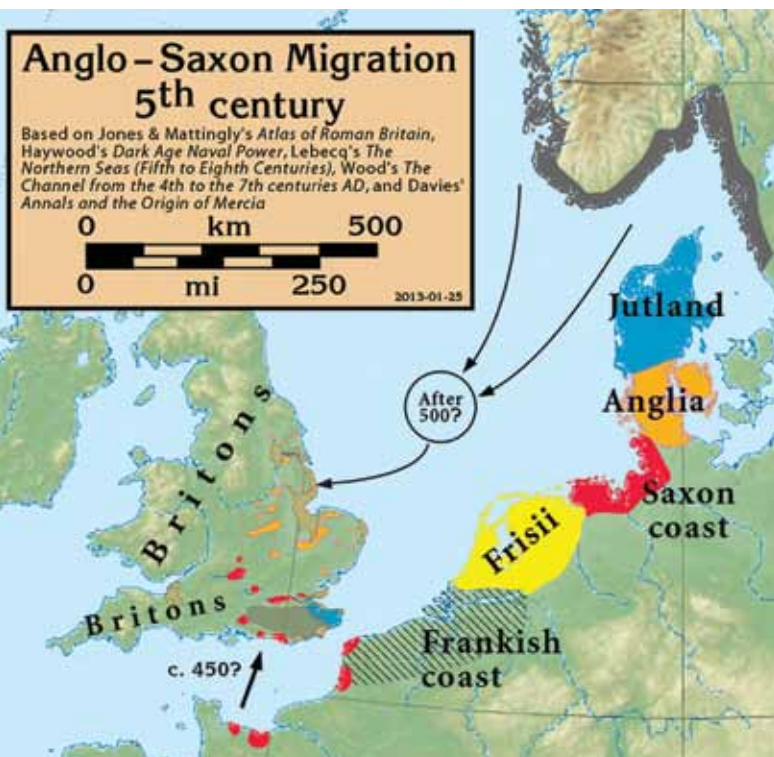 Anglo–Saxon Migration
5th century
Based on Jones & Mattingly's Atlas of Roman Britain,
Haywood's Dark Age Naval Power, Lebecq's The
Northern Seas (Fifth to Eighth Centuries), Wood's The
Channel from the 4th to the 7th centuries AD, and Davies'
Annals and the Origin of Mercia
0 km 500
0 mi 250
2013-01-25
Jutland
Anglia
After
500?
Britons
Saxon
coast
Frisii
Britons
Frankish
coast
c. 450?